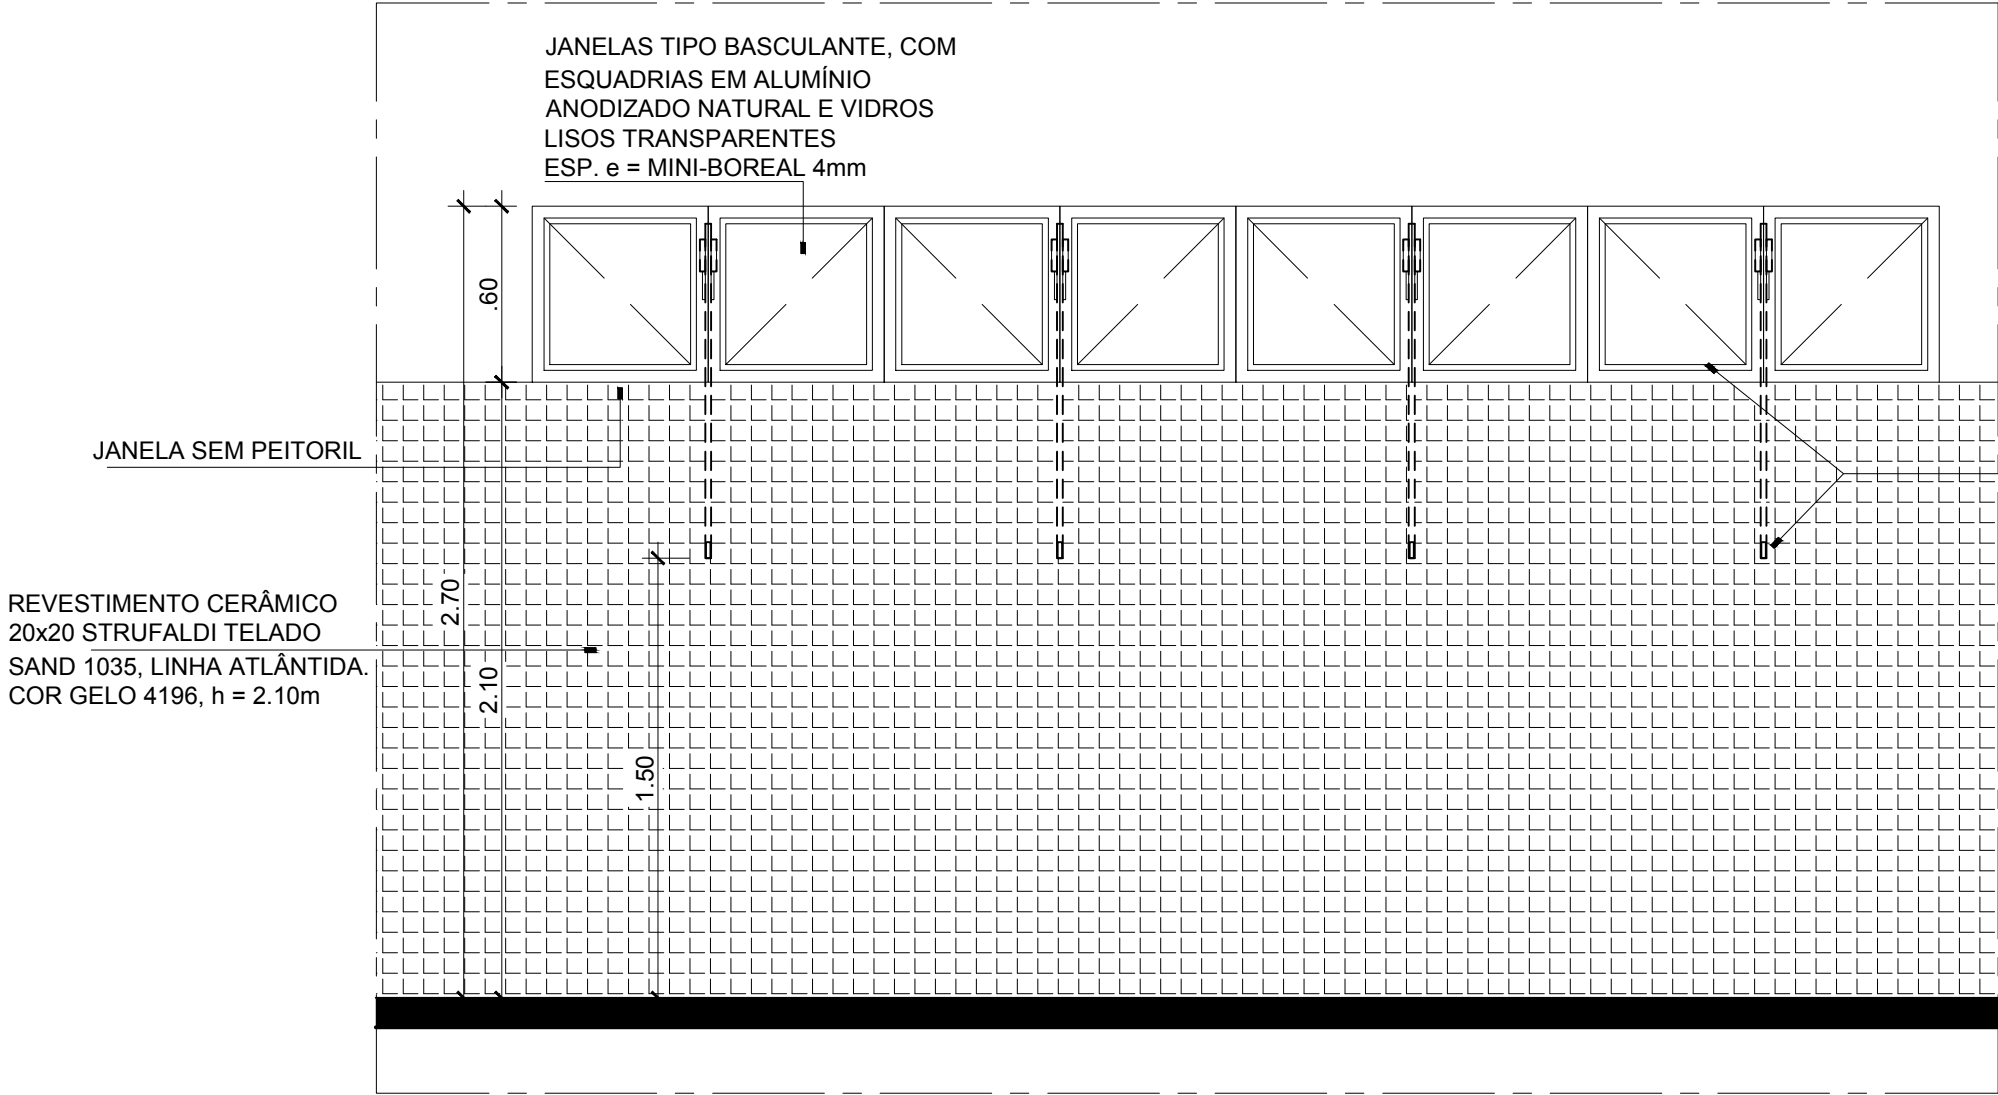 JANELAS TIPO BASCULANTE, COM
ESQUADRIAS EM ALUMÍNIO
ANODIZADO NATURAL E VIDROS
LISOS TRANSPARENTES
ESP. e = MINI-BOREAL 4mm
.60
JANELA SEM PEITORIL
2.70
REVESTIMENTO CERÂMICO
20x20 STRUFALDI TELADO
SAND 1035, LINHA ATLÂNTIDA.
COR GELO 4196, h = 2.10m
2.10
1.50